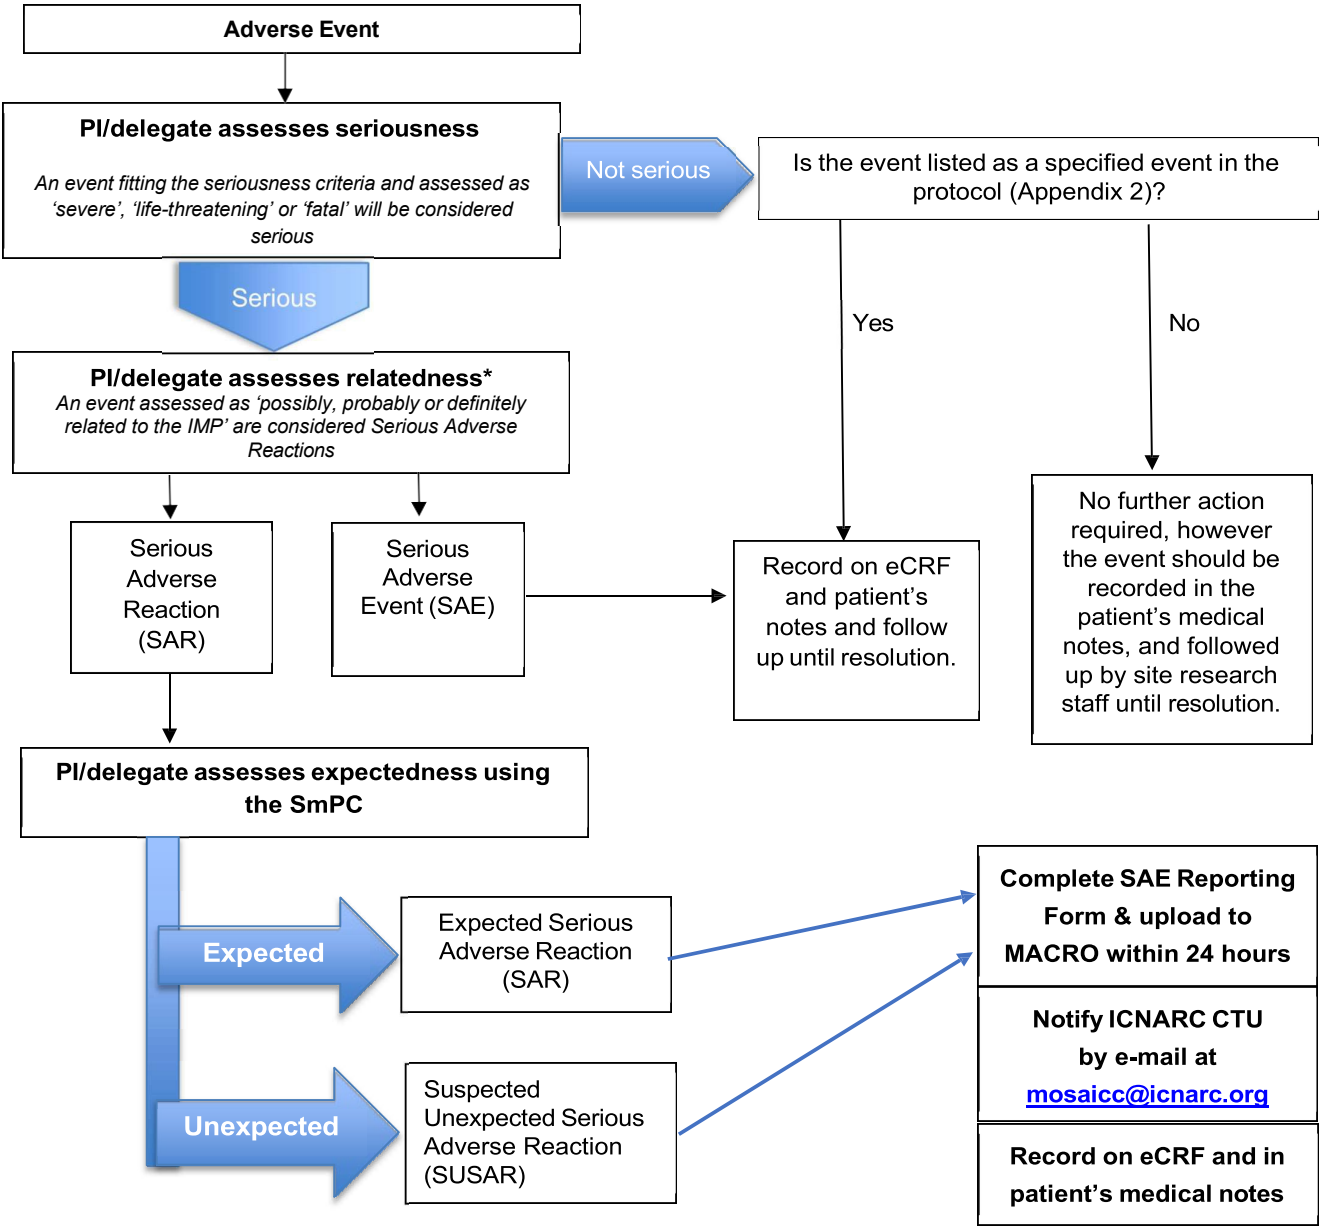 Adverse Event
PI/delegate assesses seriousness
An event fitting the seriousness criteria and assessed as
‘severe’, ‘life-threatening’ or ‘fatal’ will be considered
serious
Not serious
Is the event listed as a specified event in the
protocol (Appendix 2)?
Serious
Yes
No
PI/delegate assesses relatedness*
An event assessed as ‘possibly, probably or definitely
related to the IMP’ are considered Serious Adverse
Reactions
Serious
Adverse
Reaction
(SAR)
Serious
Adverse
Event (SAE)
Record on eCRF
and patient’s
notes and follow
up until resolution.
No further action
required, however
the event should be
recorded in the
patient’s medical
notes, and followed
up by site research
staff until resolution.
PI/delegate assesses expectedness using
the SmPC
Expected
Expected Serious
Adverse Reaction
(SAR)
Unexpected
Suspected
Unexpected Serious
Adverse Reaction
(SUSAR)
Complete SAE Reporting
Form & upload to
MACRO within 24 hours
Notify ICNARC CTU
by e-mail at
mosaicc@icnarc.org
Record on eCRF and in
patient’s medical notes